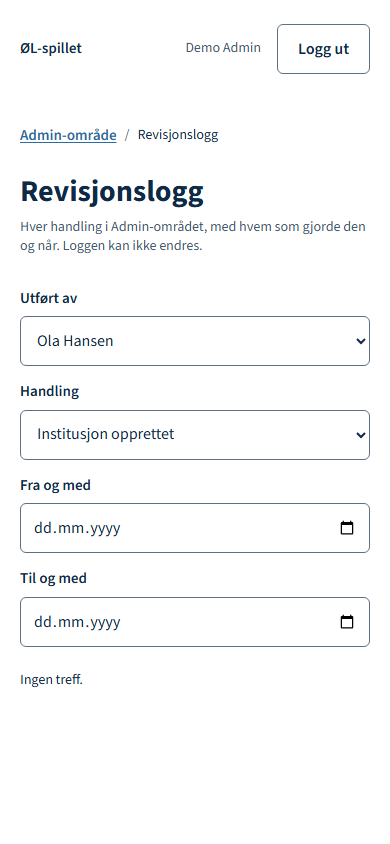 ØL-spillet
Demo Admin
Logg ut
Admin-område / Revisjonslogg
Revisjonslogg
Hver handling i Admin-området, med hvem som gjorde den
og når. Loggen kan ikke endres.
Utført av
Ola Hansen
Handling
Institusjon opprettet
Fra og med
dd.mm.yyyy
Til og med
dd.mm.yyyy
Ingen treff.